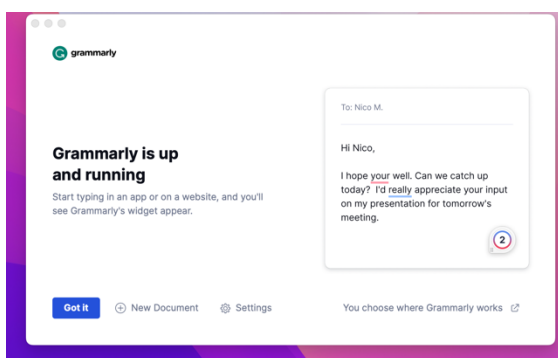 grammarly
Grammarly is up
and running
Start typing in an app or on a website, and you'll
see Grammarly's widget appear.
To: Nico M.
Hi Nico,
I hope your well. Can we catch up
today? I'd really appreciate your input
on my presentation for tomorrow's
meeting.
2
Got it
New Document
Settings
You choose where Grammarly works